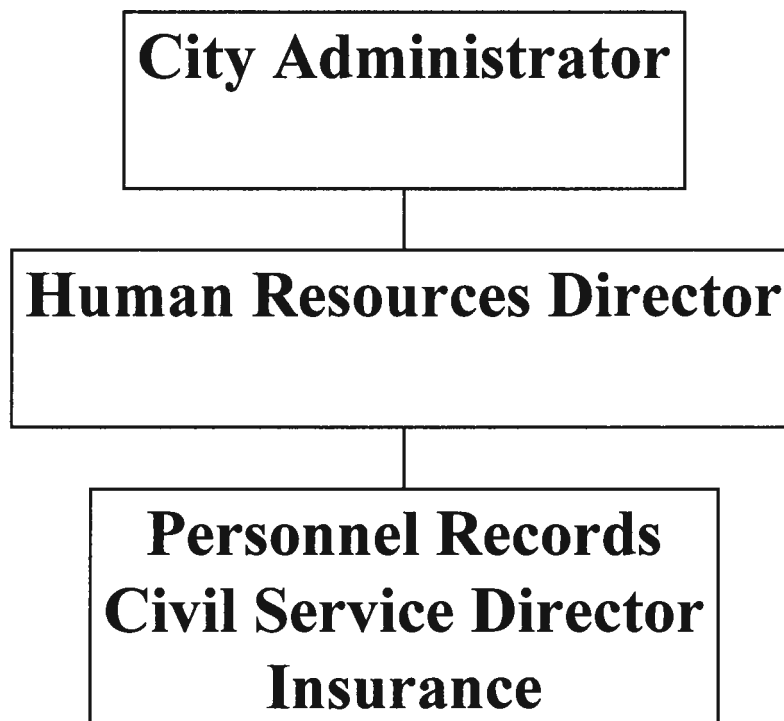 City Administrator
Human Resources Director
Personnel Records
Civil Service Director
Insurance